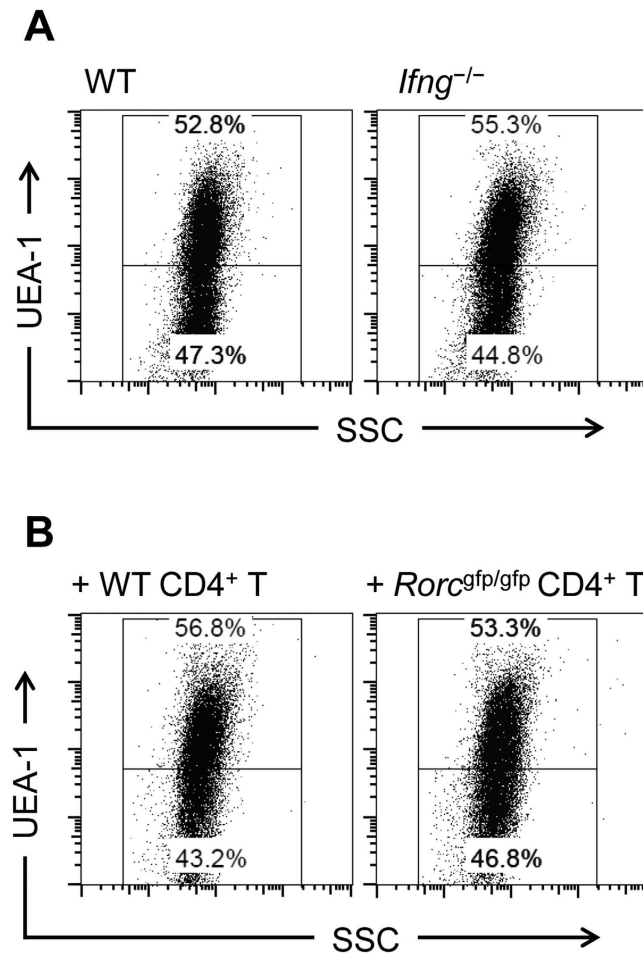 A
WT Ifng–/–
52.8% 55.3%
47.3% 44.8%
UEA-1
SSC
B
+ WT CD4+ T + Rorcgfp/gfp CD4+ T
56.8% 53.3%
43.2% 46.8%
UEA-1
SSC